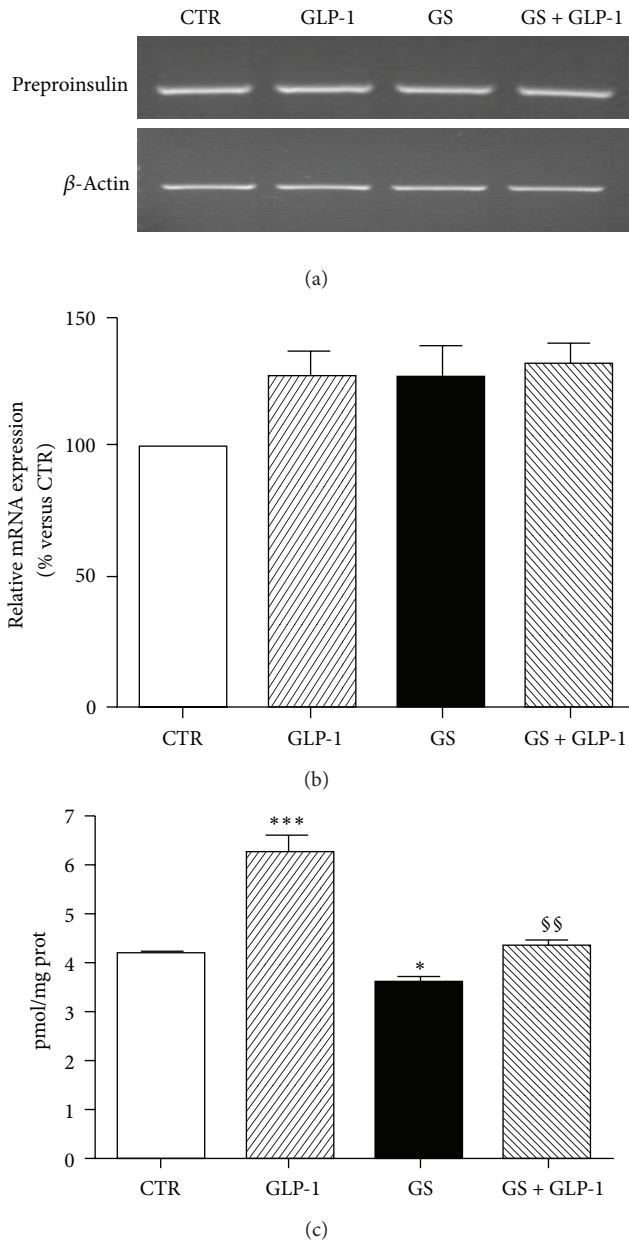 CTR GLP-1 GS GS + GLP-1
Preproinsulin
β-Actin
(a)
Relative mRNA expression
(% versus CTR)
150
100
50
0
CTR GLP-1 GS GS + GLP-1
(b)
pmol/mg prot
7
6
5
4
3
2
1
0
***
*
§§
CTR GLP-1 GS GS + GLP-1
(c)